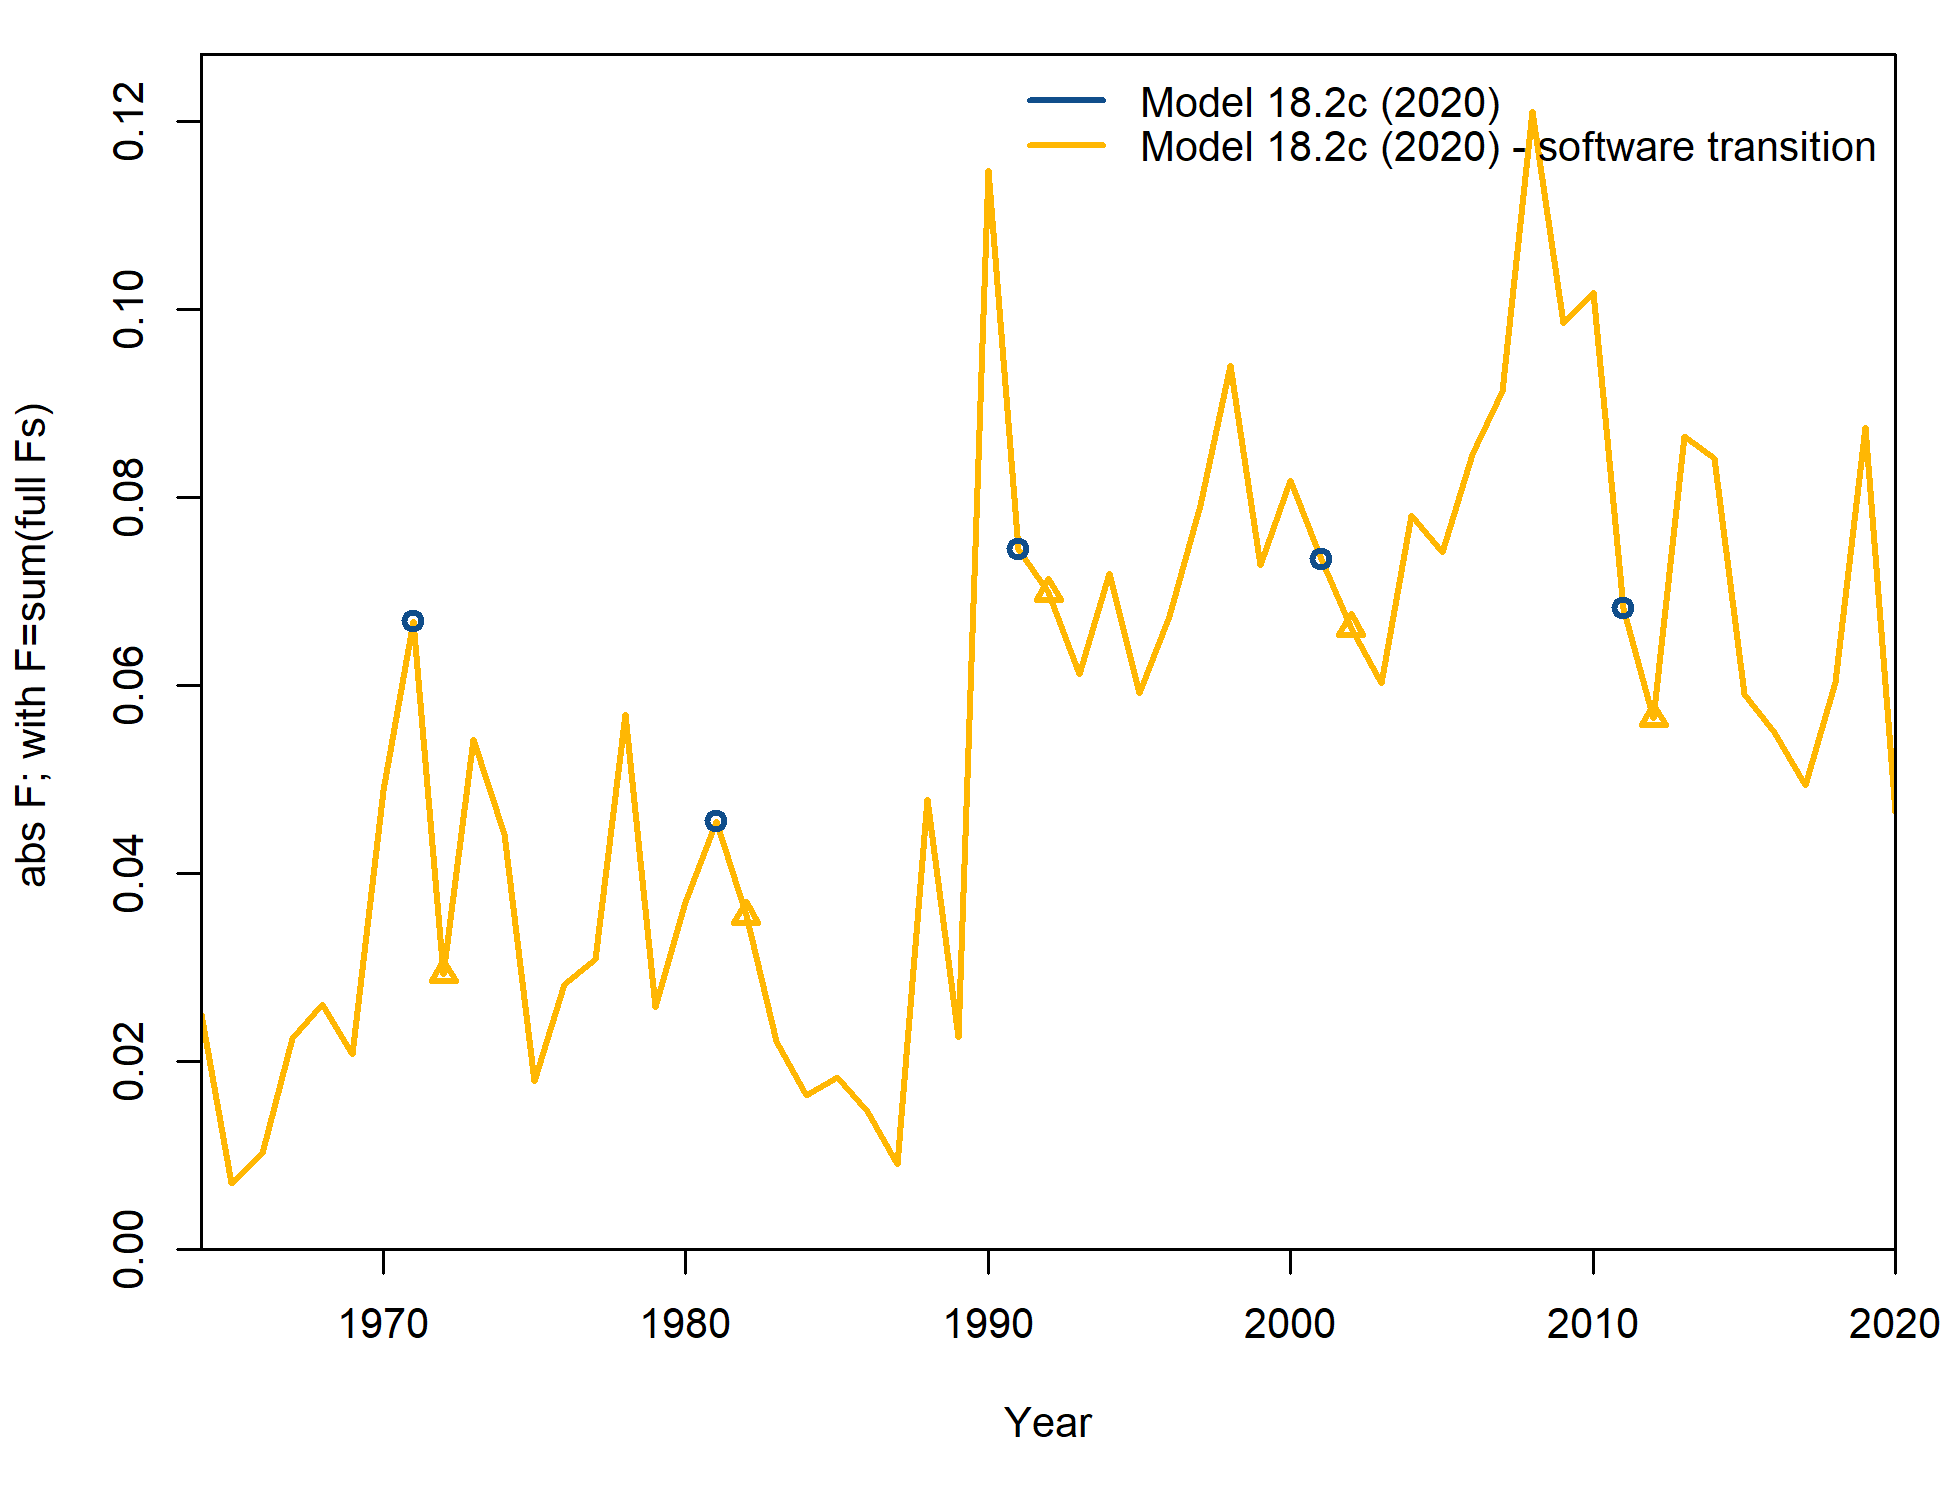 Model 18.2c (2020)
Model 18.2c (2020) - software transition
abs F; with F=sum(full Fs)
0.12
0.10
0.08
0.06
0.04
0.02
0.00
1970 1980 1990 2000 2010 2020
Year